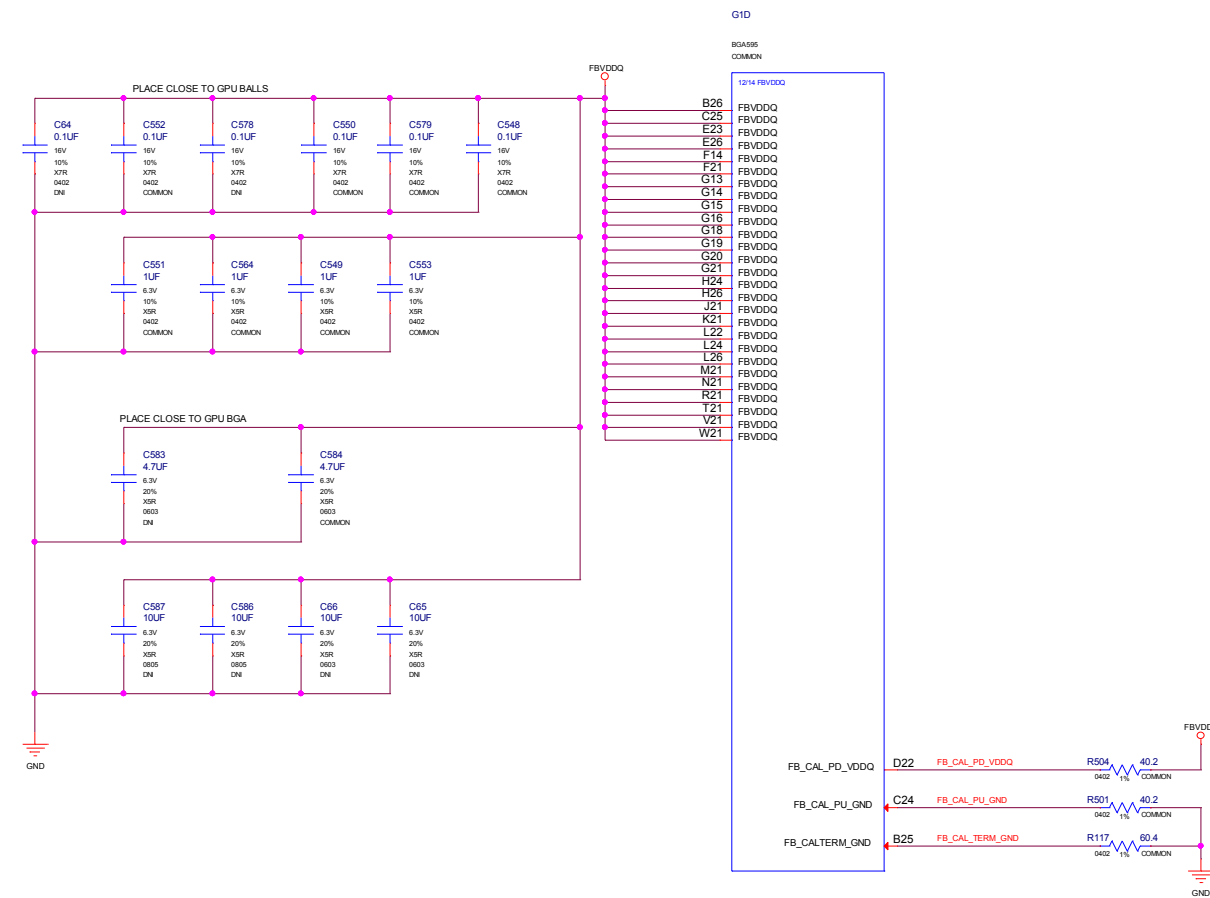 G1D
BGA595
COMMON
FBVDDQ
12/14 FBVDDQ
PLACE CLOSE TO GPU BALLS
C64
0.1UF
16V
10%
X7R
0402
DNI
C552
0.1UF
16V
10%
X7R
0402
COMMON
C578
0.1UF
16V
10%
X7R
0402
DNI
C550
0.1UF
16V
10%
X7R
0402
COMMON
C579
0.1UF
16V
10%
X7R
0402
COMMON
C548
0.1UF
16V
10%
X7R
0402
COMMON
C551
1UF
6.3V
10%
X5R
0402
COMMON
C564
1UF
6.3V
10%
X5R
0402
COMMON
C549
1UF
6.3V
10%
X5R
0402
COMMON
C553
1UF
6.3V
10%
X5R
0402
COMMON
PLACE CLOSE TO GPU BGA
C583
4.7UF
6.3V
20%
X5R
0603
DNI
C584
4.7UF
6.3V
20%
X5R
0603
COMMON
C587
10UF
6.3V
20%
X5R
0805
DNI
C586
10UF
6.3V
20%
X5R
0805
DNI
C66
10UF
6.3V
20%
X5R
0603
DNI
C65
10UF
6.3V
20%
X5R
0603
DNI
GND
B26 FBVDDQ
C25 FBVDDQ
E23 FBVDDQ
E26 FBVDDQ
F14 FBVDDQ
F21 FBVDDQ
G13 FBVDDQ
G14 FBVDDQ
G15 FBVDDQ
G16 FBVDDQ
G18 FBVDDQ
G19 FBVDDQ
G20 FBVDDQ
G21 FBVDDQ
H24 FBVDDQ
H26 FBVDDQ
J21 FBVDDQ
K21 FBVDDQ
L22 FBVDDQ
L24 FBVDDQ
L26 FBVDDQ
M21 FBVDDQ
N21 FBVDDQ
R21 FBVDDQ
T21 FBVDDQ
V21 FBVDDQ
W21 FBVDDQ
FBVDD
FB_CAL_PD_VDDQ D22 FB_CAL_PD_VDDQ R504 40.2
0402 1% COMMON
FB_CAL_PU_GND C24 FB_CAL_PU_GND R501 40.2
0402 1% COMMON
FB_CALTERM_GND B25 FB_CAL_TERM_GND R117 60.4
0402 1% COMMON
GND